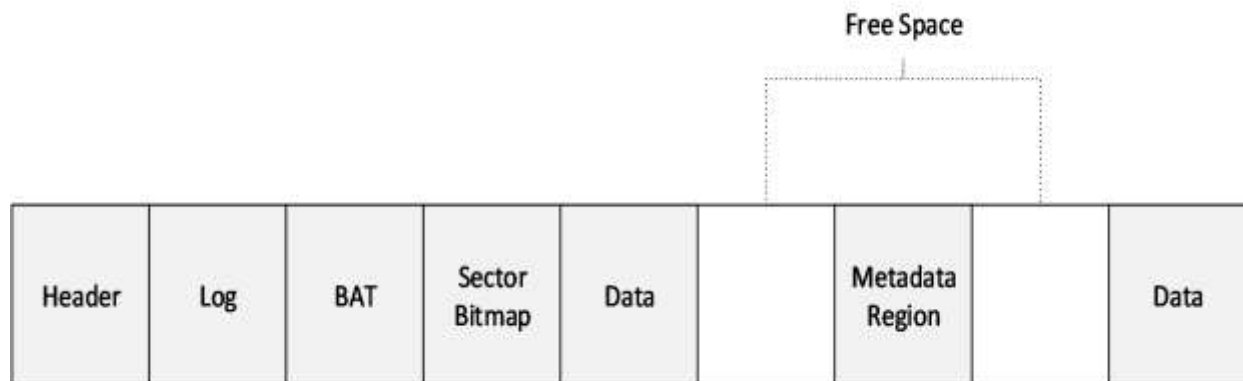 Free Space
Header
Log
BAT
Sector
Bitmap
Data
Metadata
Region
Data